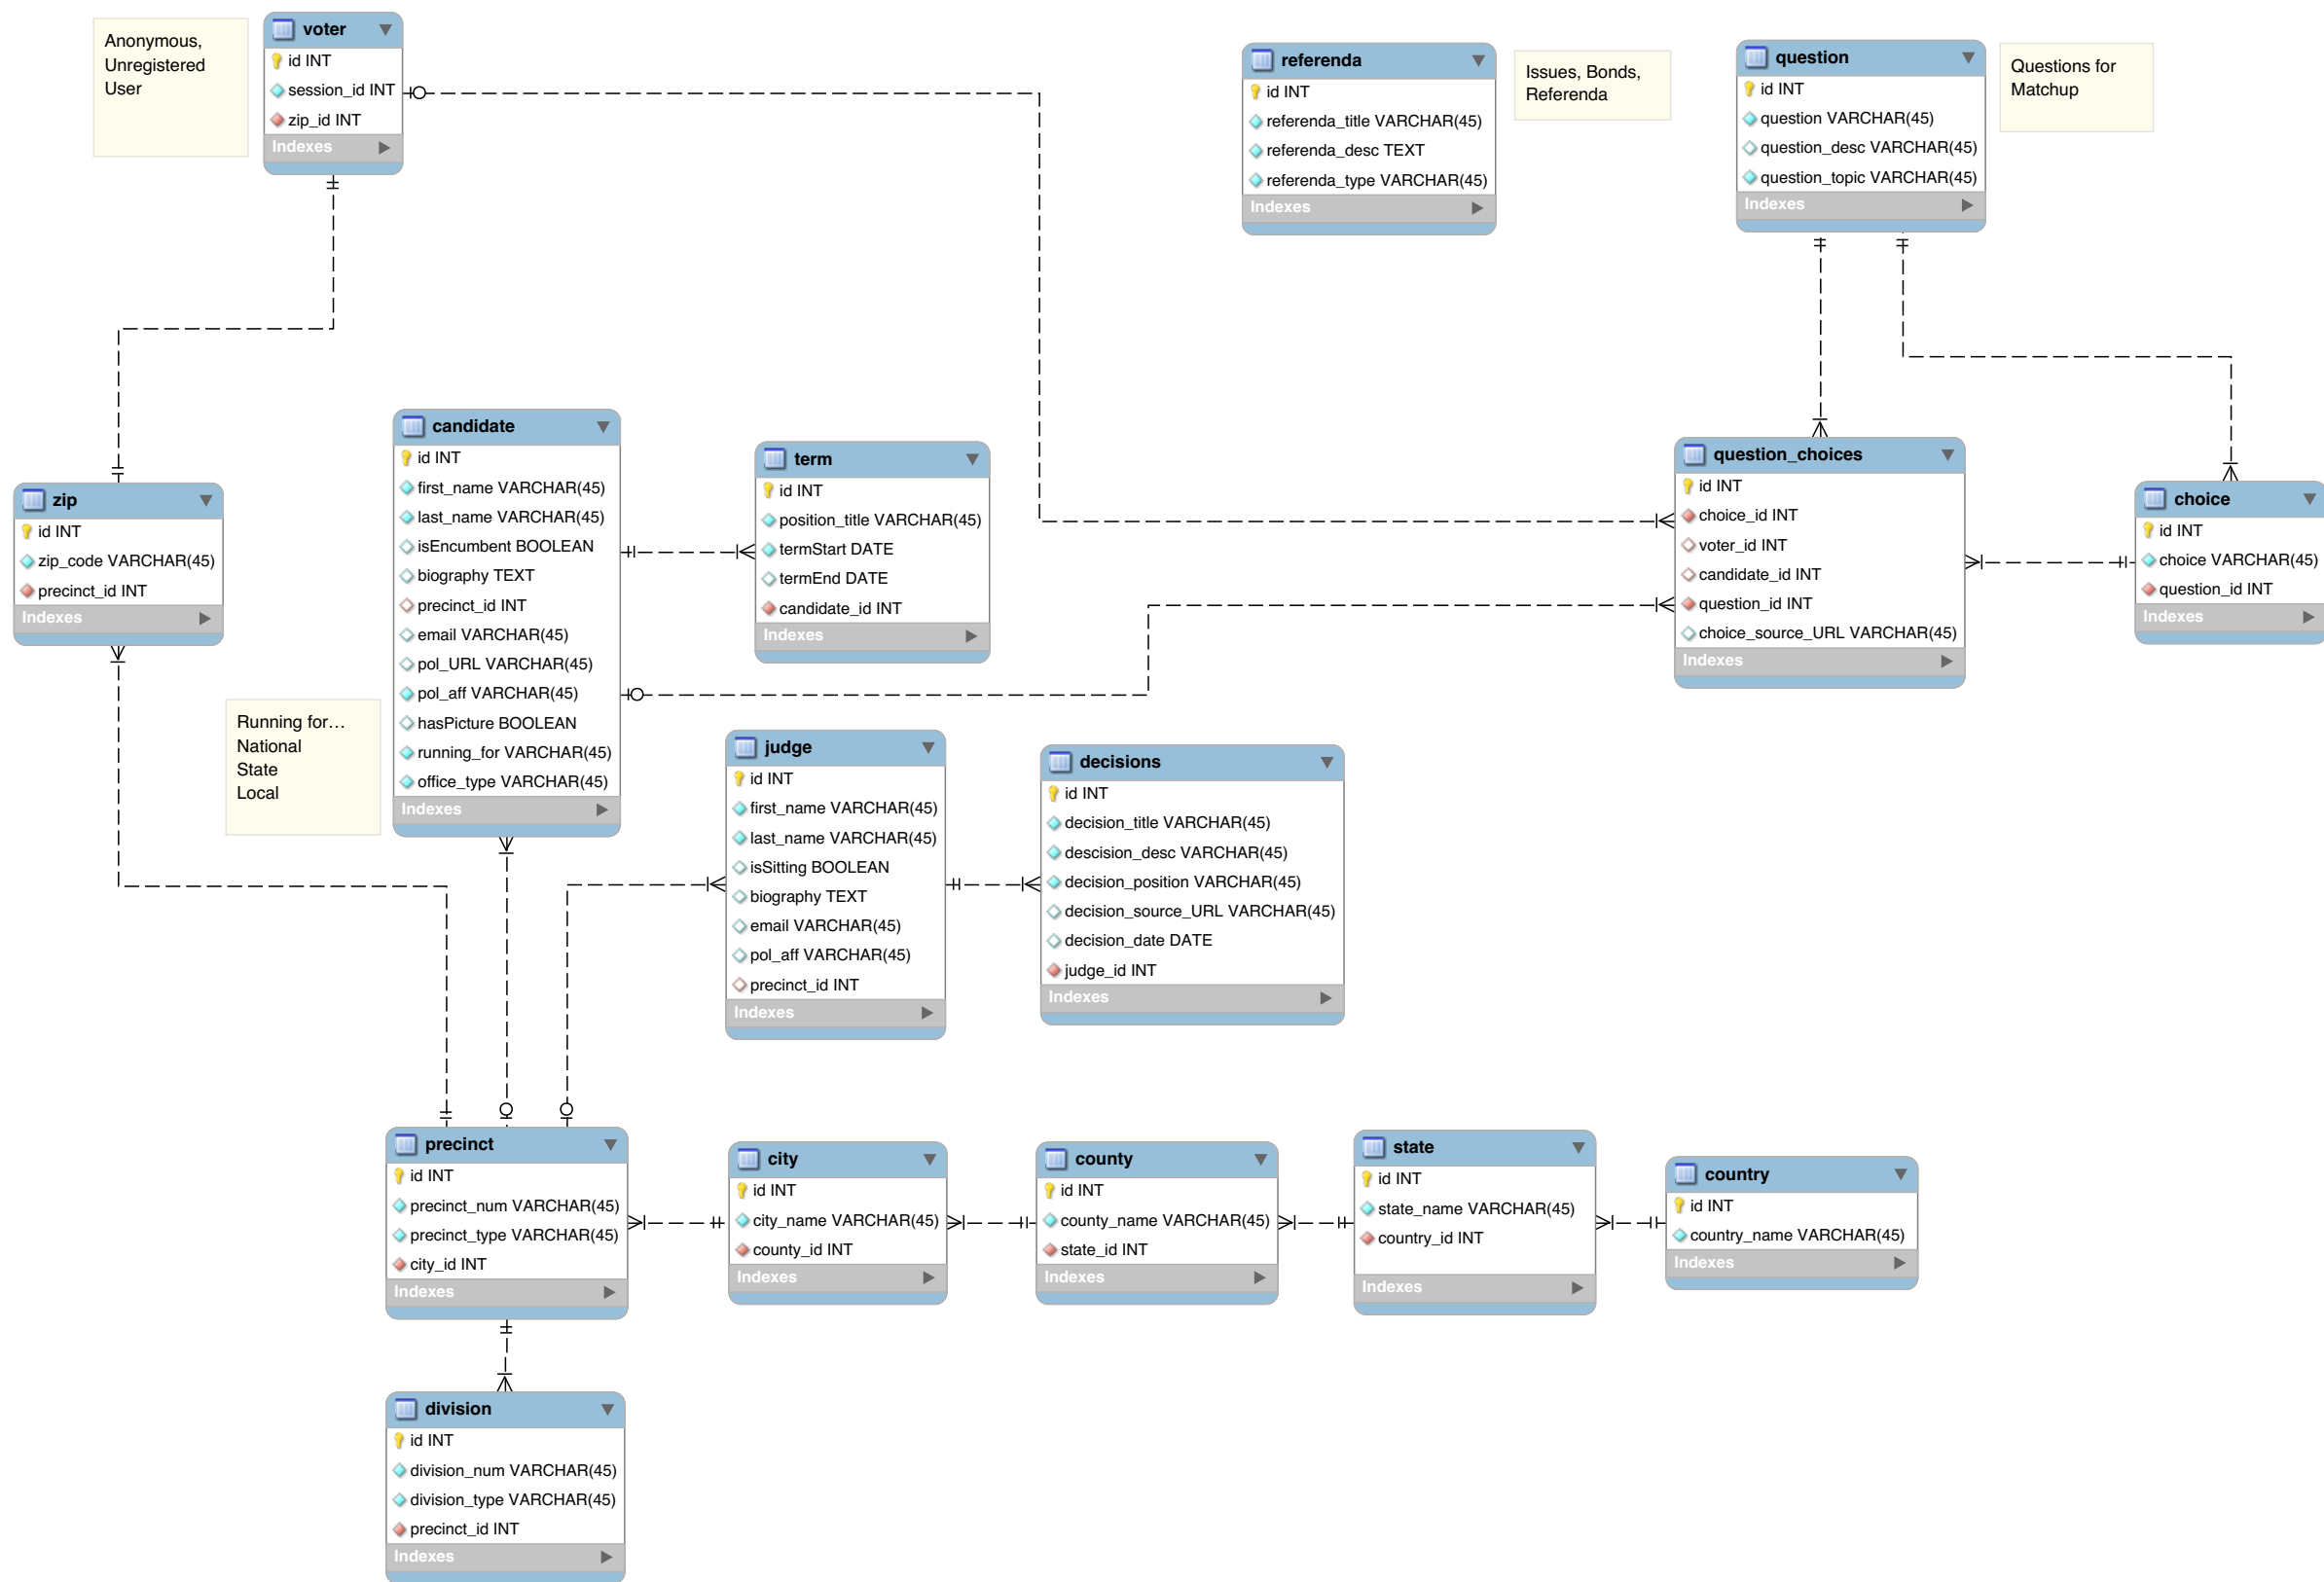 Anonymous,
Unregistered
User
voter
id INT
session_id INT
zip_id INT
Indexes
referenda
id INT
referenda_title VARCHAR(45)
referenda_desc TEXT
referenda_type VARCHAR(45)
Indexes
Issues, Bonds,
Referenda
question
id INT
question VARCHAR(45)
question_desc VARCHAR(45)
question_topic VARCHAR(45)
Indexes
Questions for
Matchup
zip
id INT
zip_code VARCHAR(45)
precinct_id INT
Indexes
candidate
id INT
first_name VARCHAR(45)
last_name VARCHAR(45)
isEncumbent BOOLEAN
biography TEXT
precinct_id INT
email VARCHAR(45)
pol_URL VARCHAR(45)
pol_aff VARCHAR(45)
hasPicture BOOLEAN
running_for VARCHAR(45)
office_type VARCHAR(45)
Indexes
term
id INT
position_title VARCHAR(45)
termStart DATE
termEnd DATE
candidate_id INT
Indexes
question_choices
id INT
choice_id INT
voter_id INT
candidate_id INT
question_id INT
choice_source_URL VARCHAR(45)
Indexes
choice
id INT
choice VARCHAR(45)
question_id INT
Indexes
Running for...
National
State
Local
judge
id INT
first_name VARCHAR(45)
last_name VARCHAR(45)
isSitting BOOLEAN
biography TEXT
email VARCHAR(45)
pol_aff VARCHAR(45)
precinct_id INT
Indexes
decisions
id INT
decision_title VARCHAR(45)
descision_desc VARCHAR(45)
decision_position VARCHAR(45)
decision_source_URL VARCHAR(45)
decision_date DATE
judge_id INT
Indexes
precinct
id INT
precinct_num VARCHAR(45)
precinct_type VARCHAR(45)
city_id INT
Indexes
city
id INT
city_name VARCHAR(45)
county_id INT
Indexes
county
id INT
county_name VARCHAR(45)
state_id INT
Indexes
state
id INT
state_name VARCHAR(45)
country_id INT
Indexes
country
id INT
country_name VARCHAR(45)
Indexes
division
id INT
division_num VARCHAR(45)
division_type VARCHAR(45)
precinct_id INT
Indexes